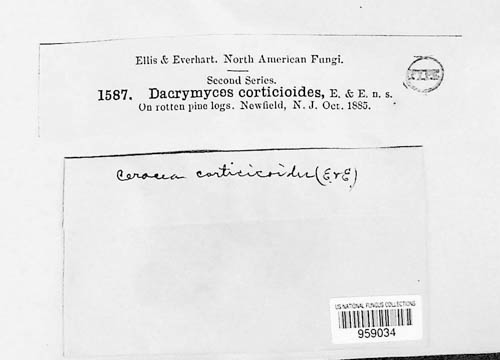 Ellis & Everhart. North American Fungi.
Second Series.
1587. Dacrymyces corticioides, E. & E. n. s.
On rotten pine logs. Newfield, N. J. Oct. 1885.
Ceracea corticioides (E & E)
US NATIONAL FUNGUS COLLECTIONS
959034